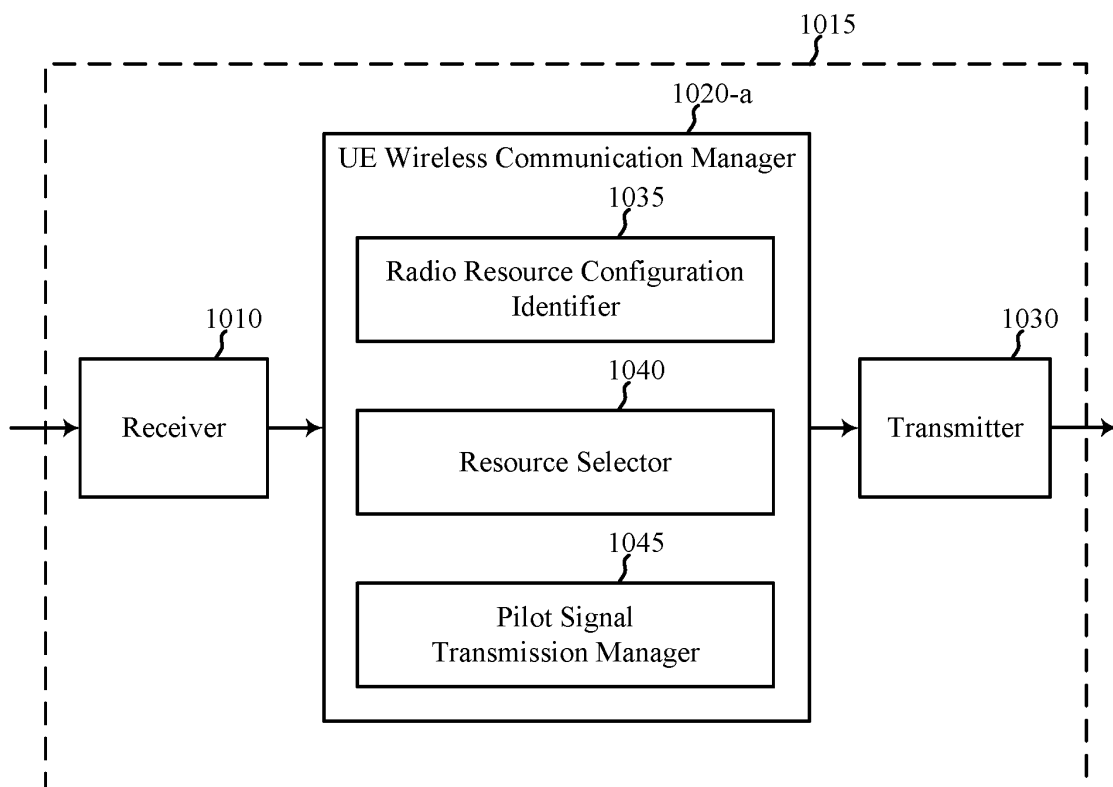 1015
1020-a
UE Wireless Communication Manager
1035
Radio Resource Configuration
Identifier
1010
Receiver
1040
Resource Selector
1030
Transmitter
1045
Pilot Signal
Transmission Manager